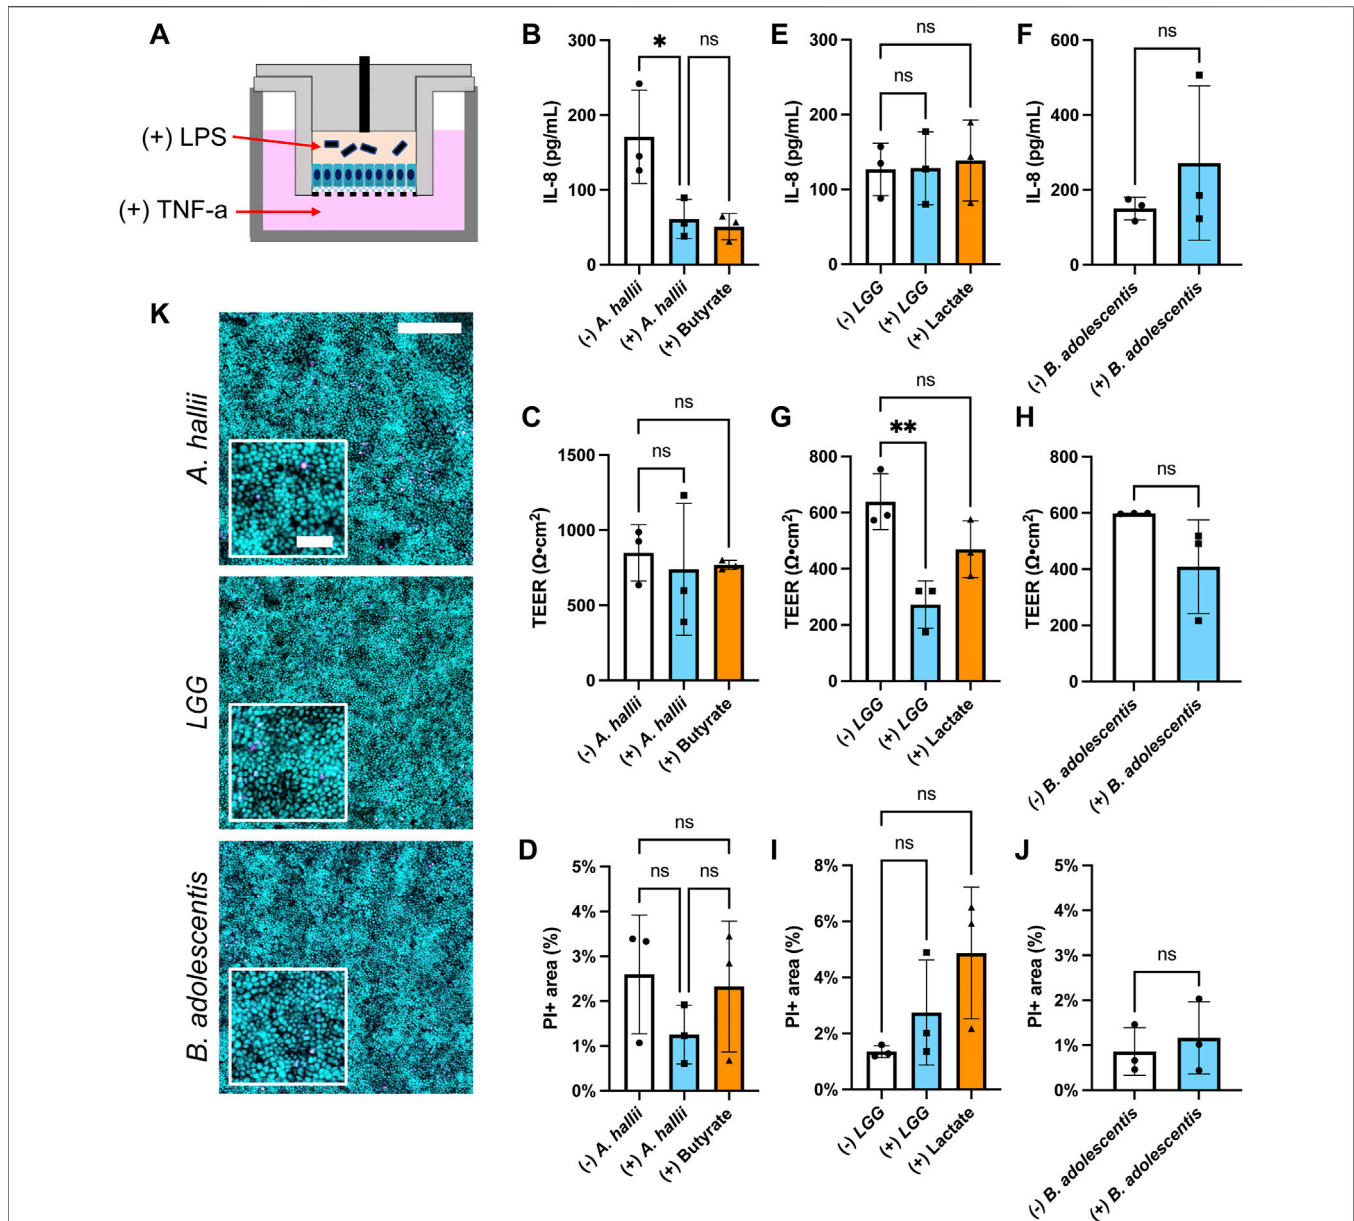 A
(+) LPS
(+) TNF-a
B
300
200
100
0
IL-8 (pg/mL)
*
ns
(-) A. hallii
(+) A. hallii
(+) Butyrate
E
300
200
100
0
IL-8 (pg/mL)
ns
ns
(-) LGG
(+) LGG
(+) Lactate
F
600
400
200
0
IL-8 (pg/mL)
ns
(-) B. adolescentis
(+) B. adolescentis
K
A. hallii
LGG
B. adolescentis
C
1500
1000
500
0
TEER (Ω•cm²)
ns
ns
(-) A. hallii
(+) A. hallii
(+) Butyrate
G
800
600
400
200
0
TEER (Ω•cm²)
ns
**
(-) LGG
(+) LGG
(+) Lactate
H
800
600
400
200
0
TEER (Ω•cm²)
ns
(-) B. adolescentis
(+) B. adolescentis
D
5%
4%
3%
2%
1%
0%
PI+ area (%)
ns
ns
ns
(-) A. hallii
(+) A. hallii
(+) Butyrate
I
8%
6%
4%
2%
0%
PI+ area (%)
ns
ns
(-) LGG
(+) LGG
(+) Lactate
J
5%
4%
3%
2%
1%
0%
PI+ area (%)
ns
(-) B. adolescentis
(+) B. adolescentis